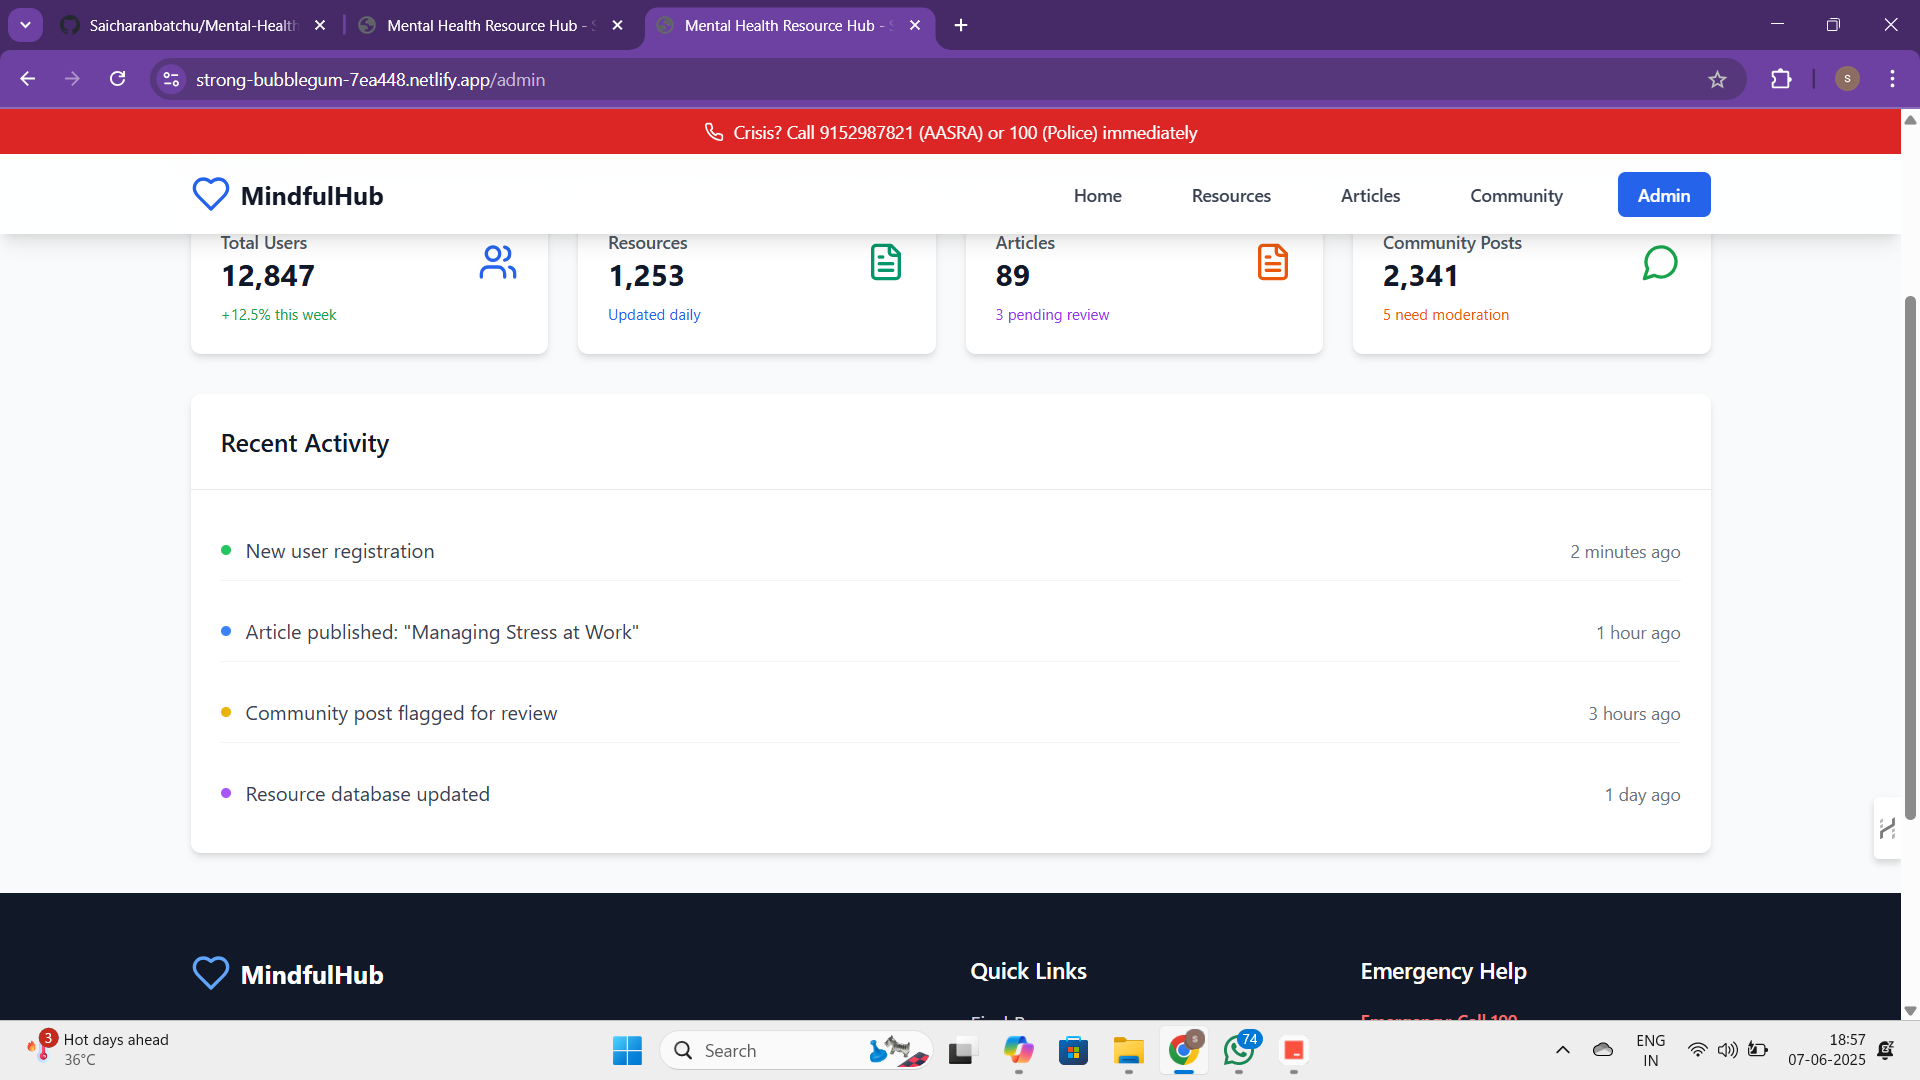 Saicharanbatchu/Mental-Health
Mental Health Resource Hub -
Mental Health Resource Hub -
strong-bubblegum-7ea448.netlify.app/admin
S
Crisis? Call 9152987821 (AASRA) or 100 (Police) immediately
MindfulHub
Home
Resources
Articles
Community
Admin
Total Users
12,847
+12.5% this week
Resources
1,253
Updated daily
Articles
89
3 pending review
Community Posts
2,341
5 need moderation
Recent Activity
New user registration
2 minutes ago
Article published: "Managing Stress at Work"
1 hour ago
Community post flagged for review
3 hours ago
Resource database updated
1 day ago
MindfulHub
Quick Links
Emergency Help
Emergency: Call 100
3
Hot days ahead
36°C
Search
S
74
ENG
IN
18:57
07-06-2025